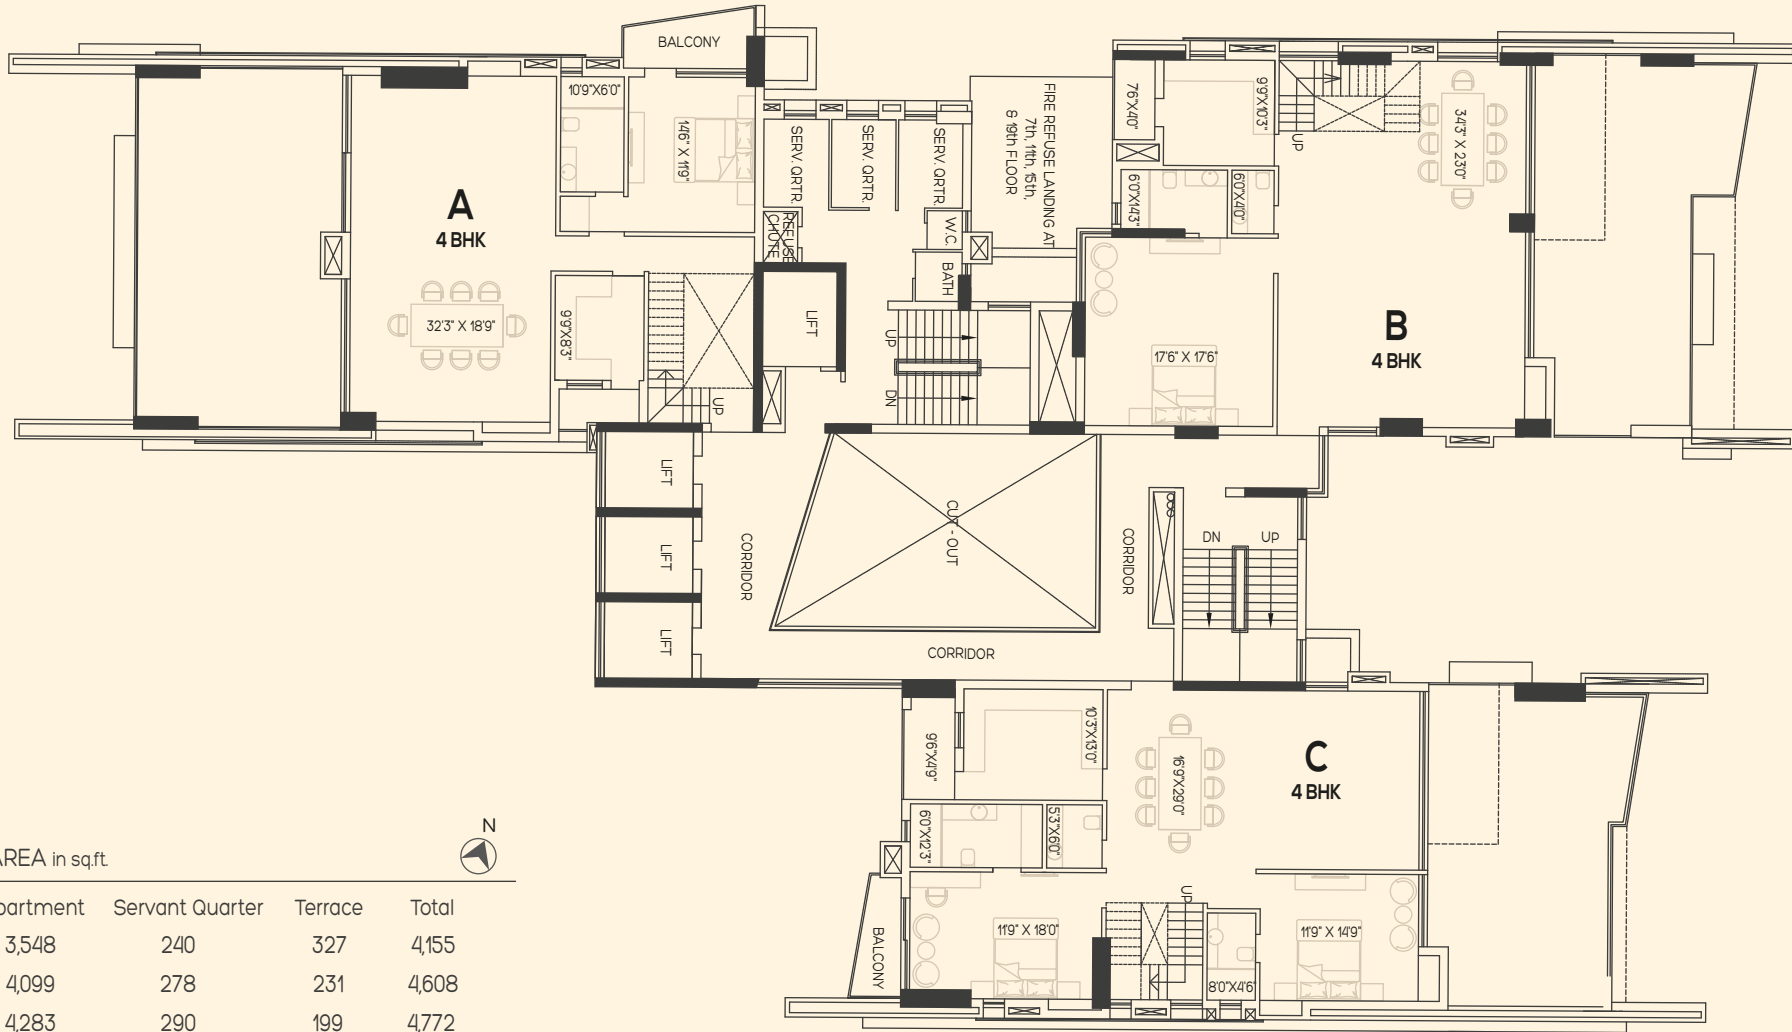 BALCONY
10'9"X6'0"
14'6" X 11'9"
A
4 BHK
32'3" X 18'9"
9'9"X8'3"
UP
SERV. QRTR.
SERV. QRTR.
SERV. QRTR.
REFUSE
CHUTE
W.C.
BATH
LIFT
UP
DN
FIRE REFUSE LANDING AT
7th, 11th, 15th,
& 19th FLOOR
7'6"X4'0"
9'9"X10'3"
UP
34'3" X 23'0"
6'0"X14'3"
6'0"X4'0"
17'6" X 17'6"
B
4 BHK
LIFT
LIFT
LIFT
CORRIDOR
CUT - OUT
CORRIDOR
DN
UP
CORRIDOR
9'6"X4'9"
10'3"X13'0"
16'9"X29'0"
C
4 BHK
6'0"X12'3"
5'3"X6'0"
BALCONY
11'9" X 18'0"
UP
8'0"X4'6"
11'9" X 14'9"
N
AREA in sq.ft.
partment Servant Quarter Terrace Total
3,548 240 327 4,155
4,099 278 231 4,608
4,283 290 199 4,772